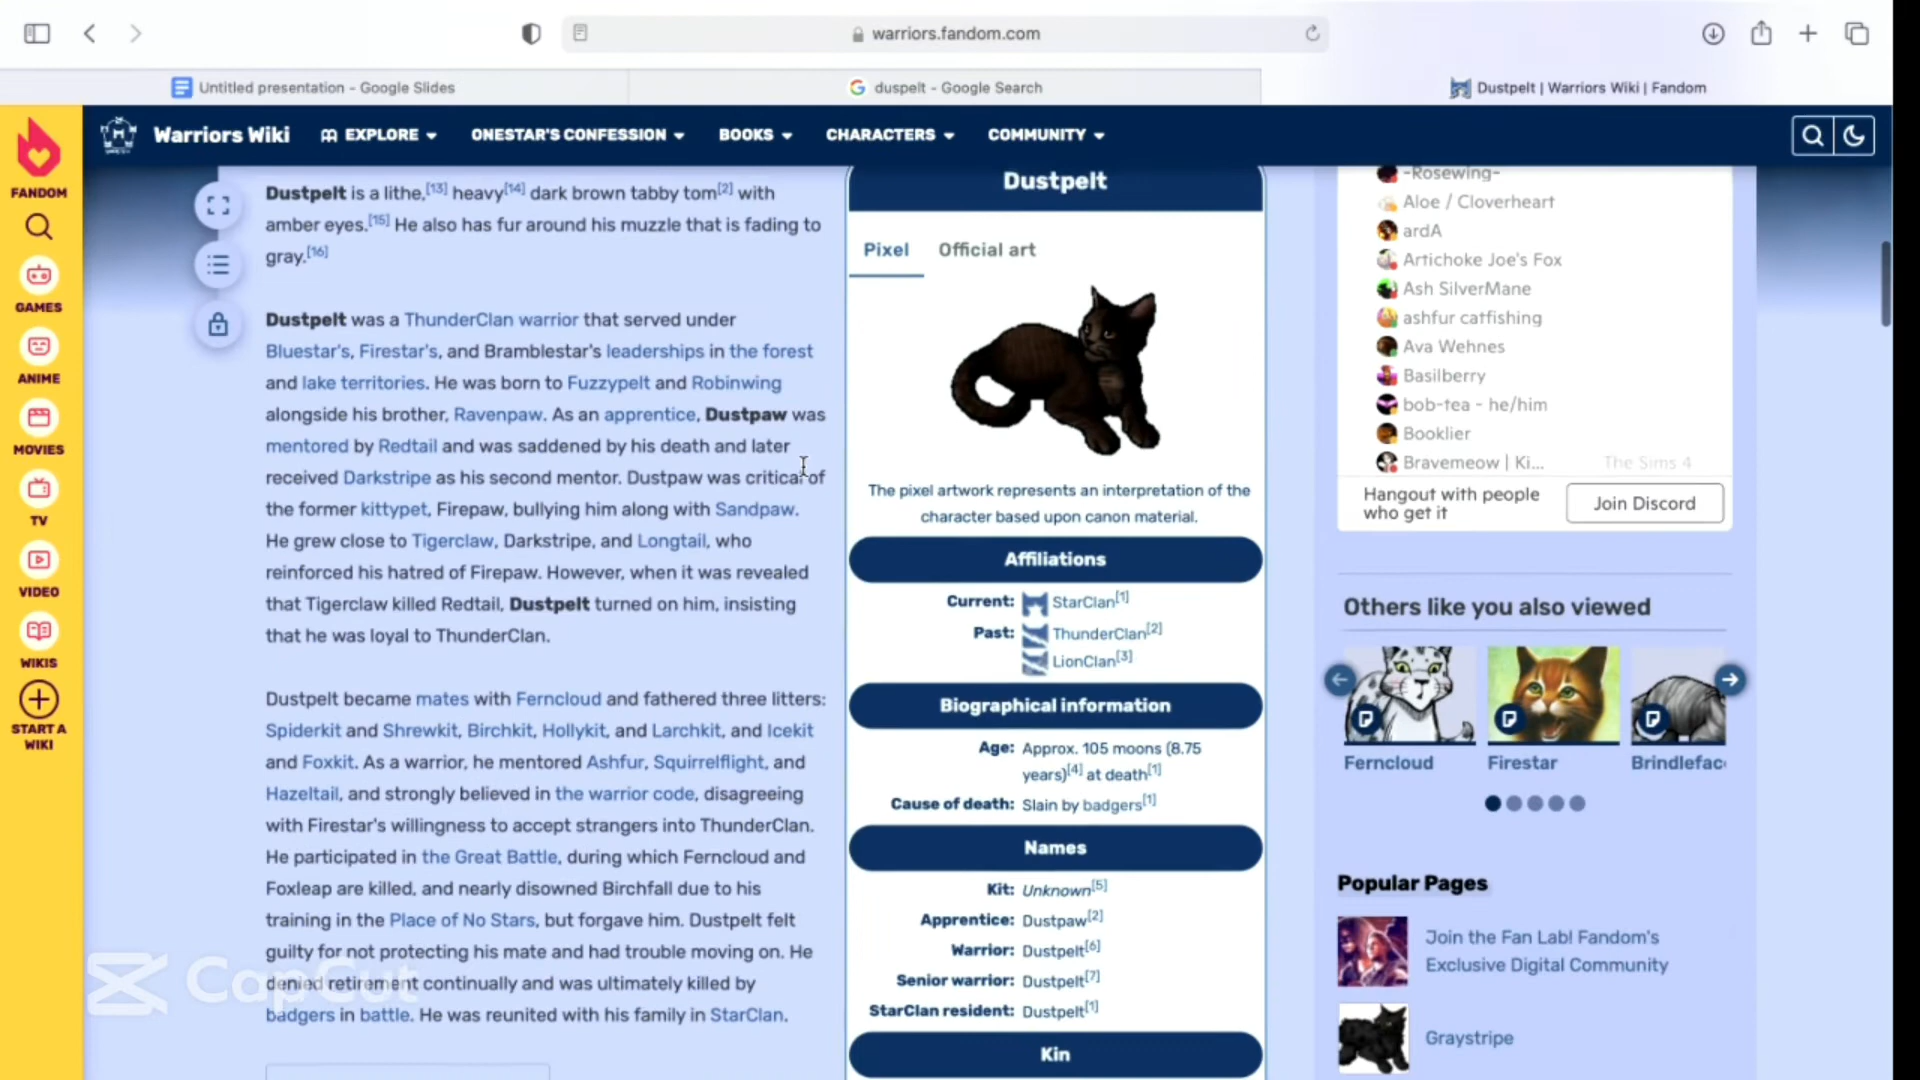 warriors.fandom.com
Untitled presentation - Google Slides
duspelt - Google Search
Dustpelt | Warriors Wiki | Fandom
FANDOM
GAMES
ANIME
MOVIES
TV
VIDEO
WIKIS
START A
WIKI
Warriors Wiki
EXPLORE
ONESTAR'S CONFESSION
BOOKS
CHARACTERS
COMMUNITY
Dustpelt is a lithe,[13] heavy[14] dark brown tabby tom[2] with
amber eyes.[15] He also has fur around his muzzle that is fading to
gray.[16]
Dustpelt was a ThunderClan warrior that served under
Bluestar's, Firestar's, and Bramblestar's leaderships in the forest
and lake territories. He was born to Fuzzypelt and Robinwing
alongside his brother, Ravenpaw. As an apprentice, Dustpaw was
mentored by Redtail and was saddened by his death and later
received Darkstripe as his second mentor. Dustpaw was critical of
the former kittypet, Firepaw, bullying him along with Sandpaw.
He grew close to Tigerclaw, Darkstripe, and Longtail, who
reinforced his hatred of Firepaw. However, when it was revealed
that Tigerclaw killed Redtail, Dustpelt turned on him, insisting
that he was loyal to ThunderClan.
Dustpelt became mates with Ferncloud and fathered three litters:
Spiderkit and Shrewkit, Birchkit, Hollykit, and Larchkit, and Icekit
and Foxkit. As a warrior, he mentored Ashfur, Squirrelflight, and
Hazeltail, and strongly believed in the warrior code, disagreeing
with Firestar's willingness to accept strangers into ThunderClan.
He participated in the Great Battle, during which Ferncloud and
Foxleap are killed, and nearly disowned Birchfall due to his
training in the Place of No Stars, but forgave him. Dustpelt felt
guilty for not protecting his mate and had trouble moving on. He
denied retirement continually and was ultimately killed by
badgers in battle. He was reunited with his family in StarClan.
CapCut
Dustpelt
Pixel
Official art
The pixel artwork represents an interpretation of the
character based upon canon material.
Affiliations
Current: StarClan[1]
Past: ThunderClan[2]
LionClan[3]
Biographical information
Age: Approx. 105 moons (8.75
years)[4] at death[1]
Cause of death: Slain by badgers[1]
Names
Kit: Unknown[5]
Apprentice: Dustpaw[2]
Warrior: Dustpelt[6]
Senior warrior: Dustpelt[7]
StarClan resident: Dustpelt[1]
Kin
-Rosewing-
Aloe / Cloverheart
ardA
Artichoke Joe's Fox
Ash SilverMane
ashfur catfishing
Ava Wehnes
Basilberry
bob-tea - he/him
Booklier
Bravemeow | Ki... The Sims 4
Hangout with people
who get it
Join Discord
Others like you also viewed
Ferncloud
Firestar
Brindlefac
Popular Pages
Join the Fan Lab! Fandom's
Exclusive Digital Community
Graystripe